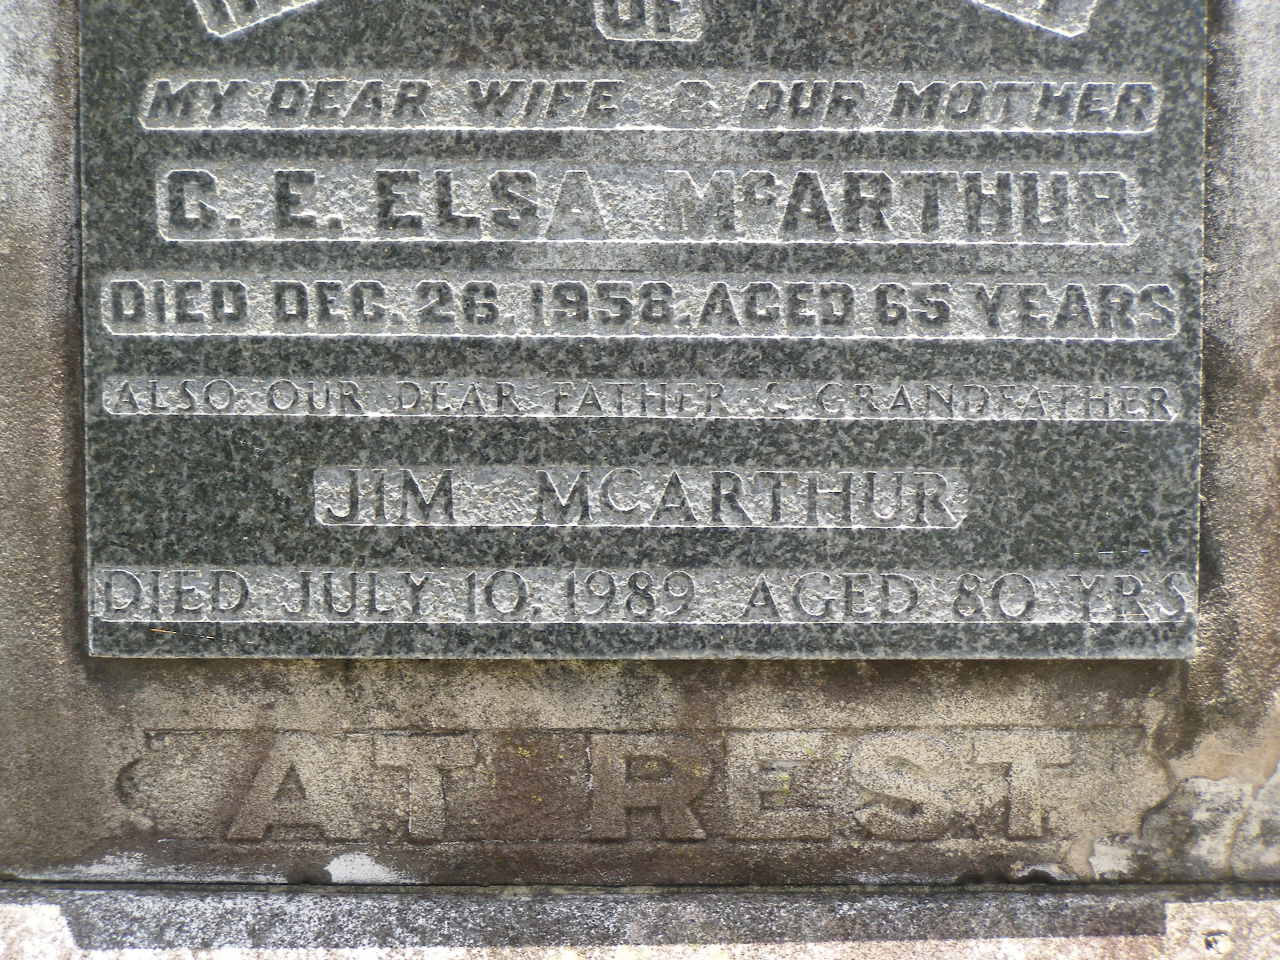 OF
MY DEAR WIFE & OUR MOTHER
C. E. ELSA McARTHUR
DIED DEC. 26. 1958. AGED 65 YEARS
ALSO OUR DEAR FATHER & GRANDFATHER
JIM MCARTHUR
DIED JULY 10. 1989 AGED 80 YRS
AT REST